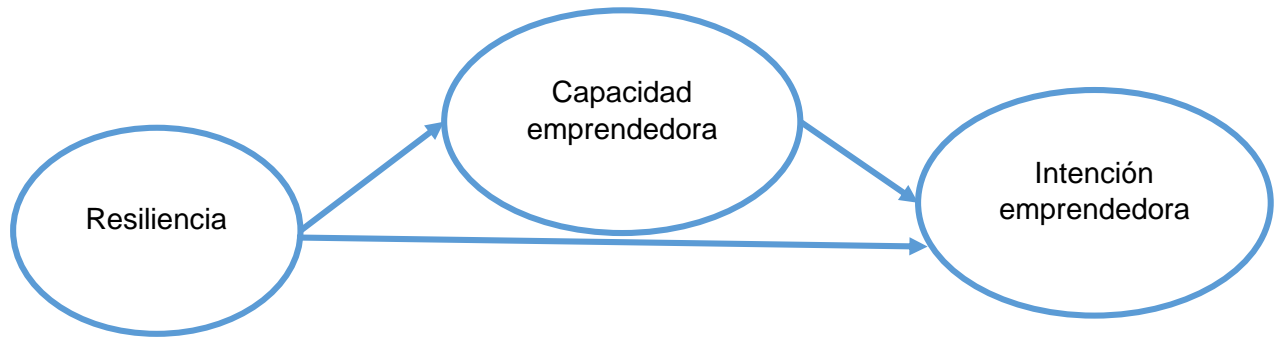 Capacidad
emprendedora
Intención
emprendedora
Resiliencia